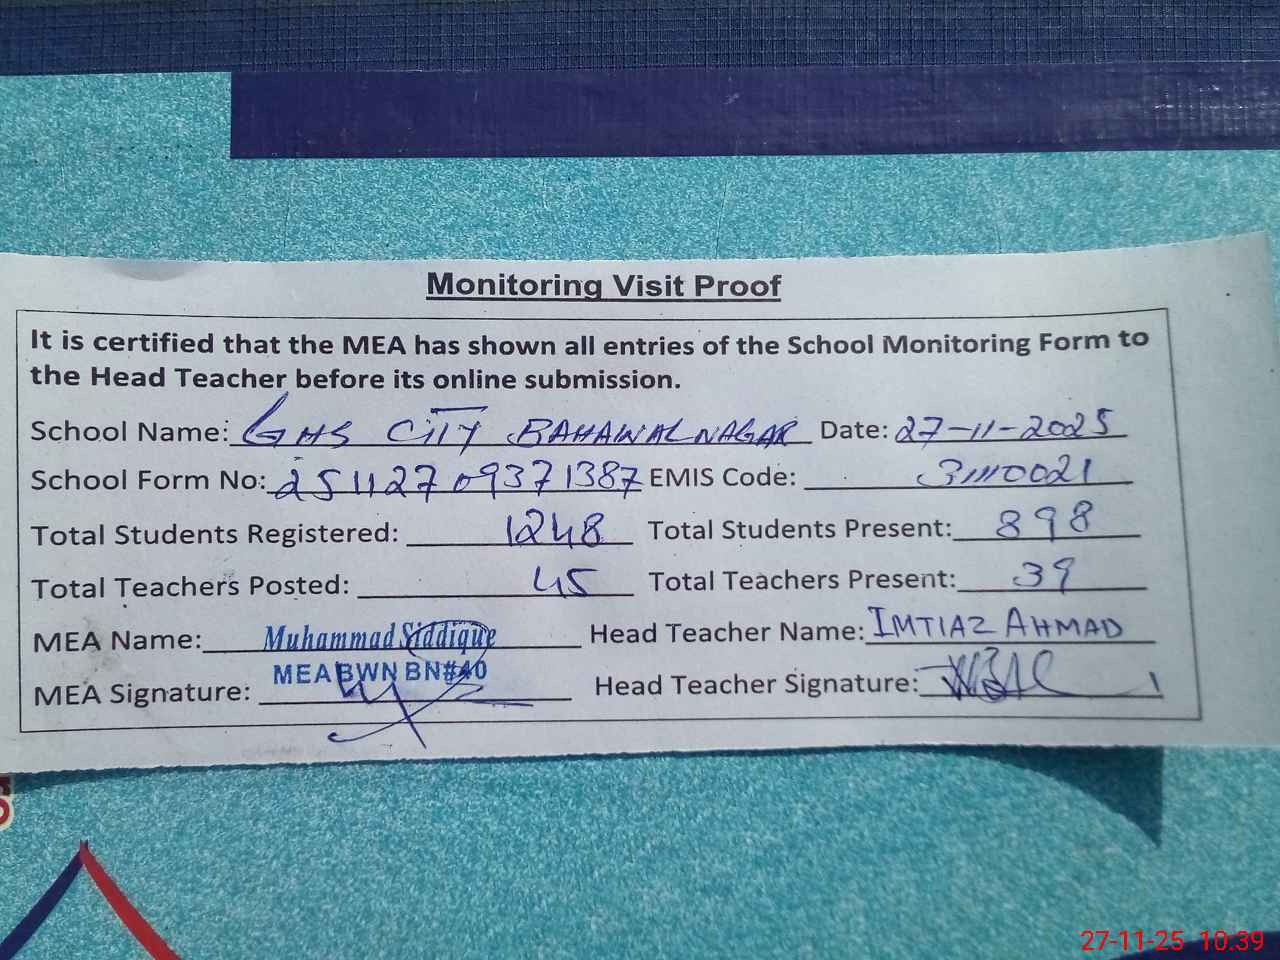 Monitoring Visit Proof
It is certified that the MEA has shown all entries of the School Monitoring Form to
the Head Teacher before its online submission.
School Name: GHS CITY BAHAWALNAGAR Date: 27-11-2025
School Form No: 25112709371387 EMIS Code: 31110021
Total Students Registered: 1248 Total Students Present: 898
Total Teachers Posted: 45 Total Teachers Present: 39
MEA Name: Muhammad Siddique Head Teacher Name: IMTIAZ AHMAD
MEA BWN BN#40
MEA Signature: Head Teacher Signature:
27-11-25 10:39